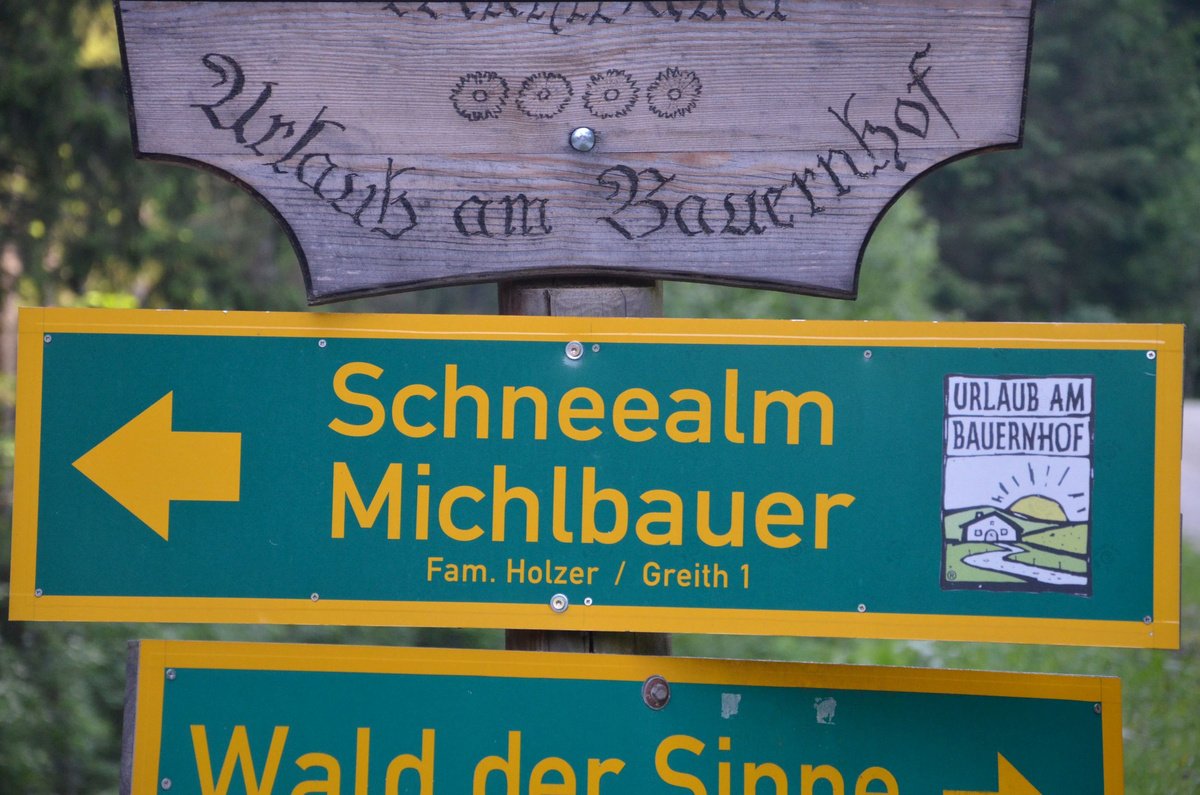 Urlaub am Bauernhof
Schneealm
Michlbauer
Fam. Holzer / Greith 1
URLAUB AM
BAUERNHOF
®
Wald der Sinne